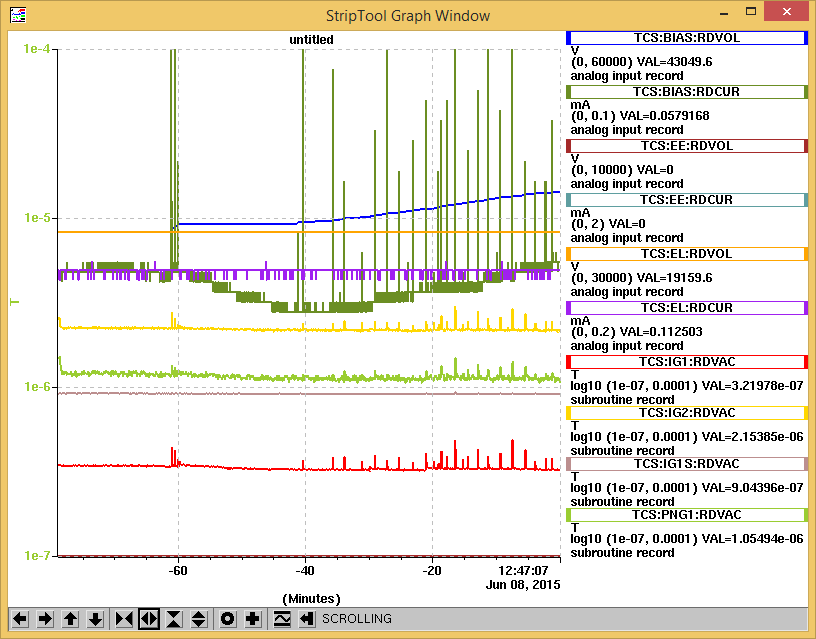 StripTool Graph Window
untitled
1e-4
1e-5
T
1e-6
1e-7
-60
-40
-20
12:47:07
Jun 08, 2015
(Minutes)
TCS:BIAS:RDVOL
V
(0, 60000) VAL=43049.6
analog input record
TCS:BIAS:RDCUR
mA
(0, 0.1) VAL=0.0579168
analog input record
TCS:EE:RDVOL
V
(0, 10000) VAL=0
analog input record
TCS:EE:RDCUR
mA
(0, 2) VAL=0
analog input record
TCS:EL:RDVOL
V
(0, 30000) VAL=19159.6
analog input record
TCS:EL:RDCUR
mA
(0, 0.2) VAL=0.112503
analog input record
TCS:IG1:RDVAC
T
log10 (1e-07, 0.0001) VAL=3.21978e-07
subroutine record
TCS:IG2:RDVAC
T
log10 (1e-07, 0.0001) VAL=2.15385e-06
subroutine record
TCS:IG1S:RDVAC
T
log10 (1e-07, 0.0001) VAL=9.04396e-07
subroutine record
TCS:PNG1:RDVAC
T
log10 (1e-07, 0.0001) VAL=1.05494e-06
subroutine record
SCROLLING